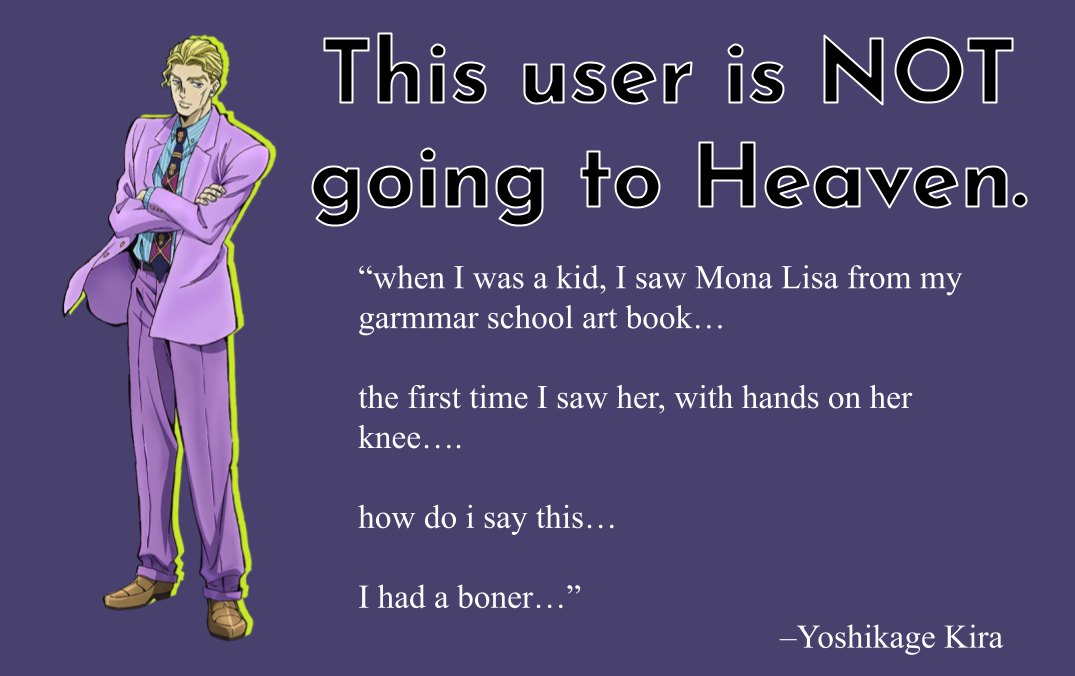 This user is NOT
going to Heaven.
“when I was a kid, I saw Mona Lisa from my
garmmar school art book…
the first time I saw her, with hands on her
knee….
how do i say this…
I had a boner…”
–Yoshikage Kira